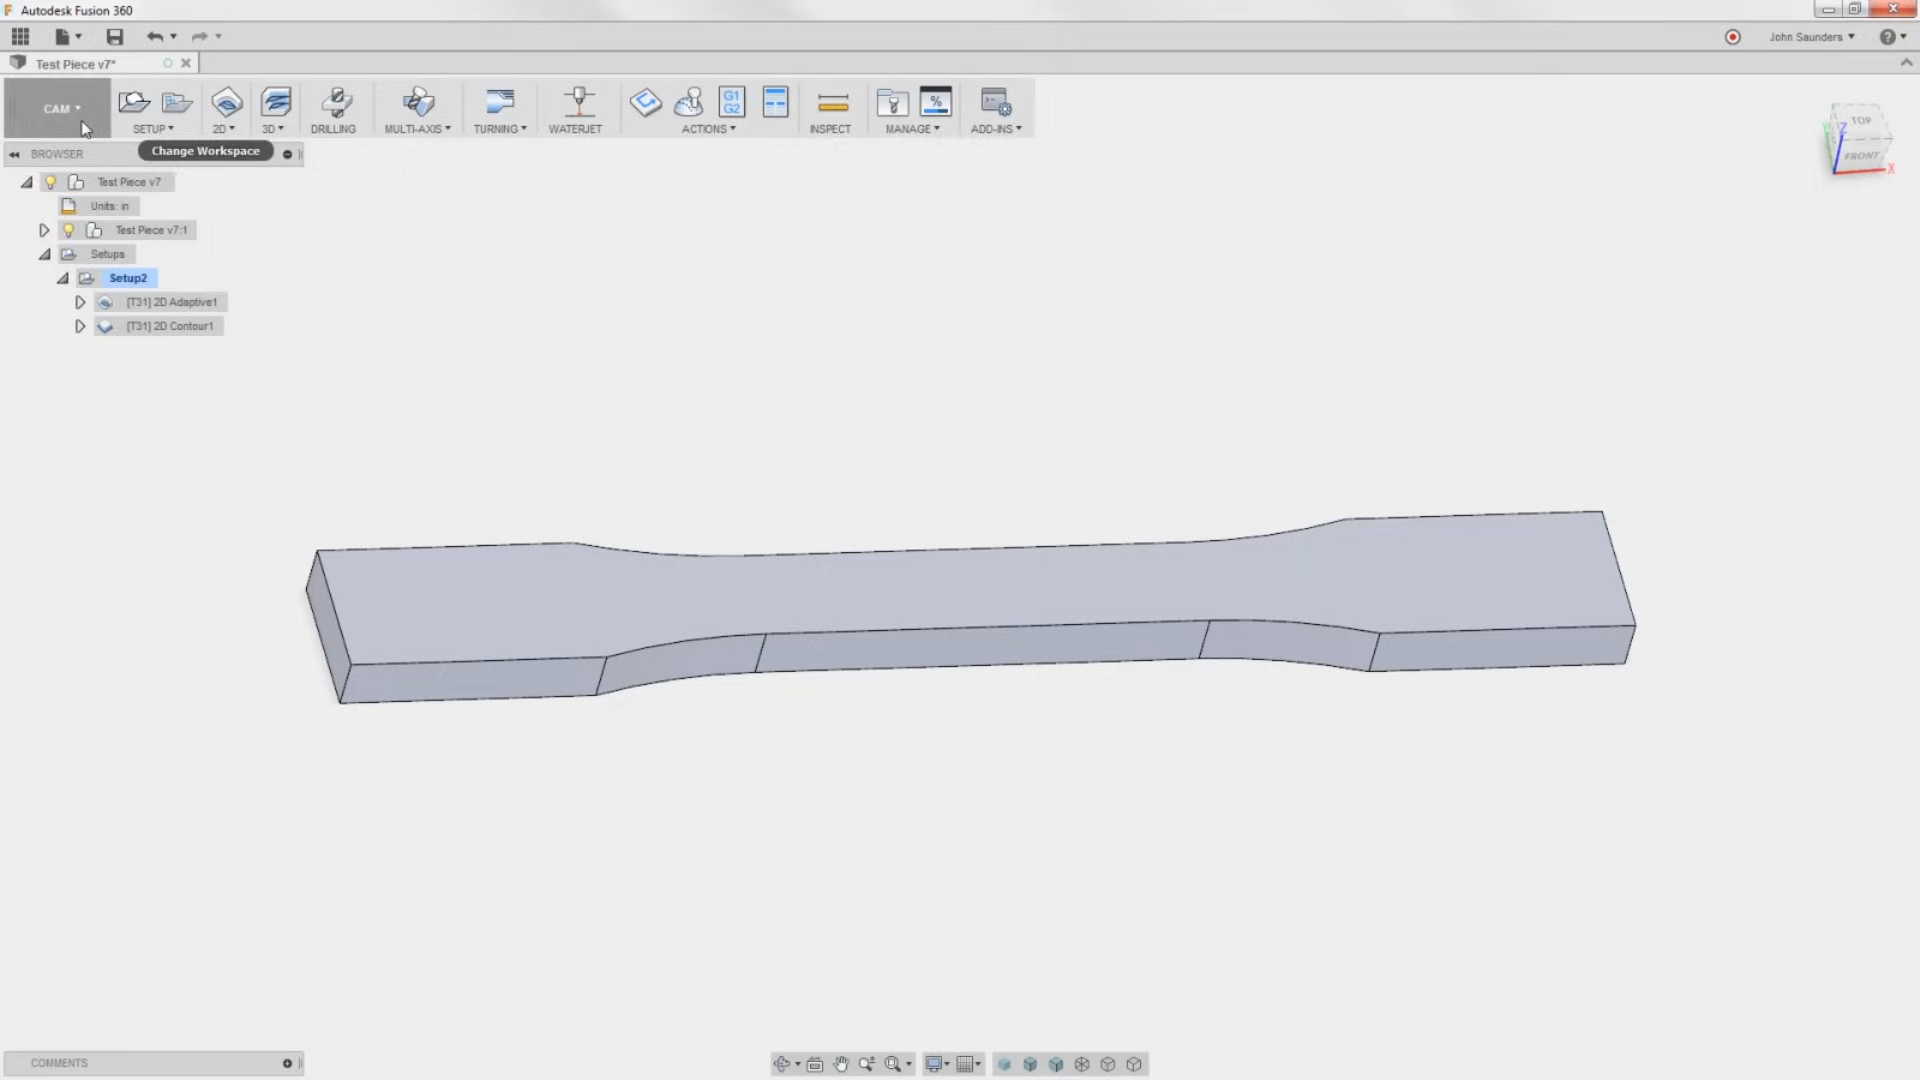 Autodesk Fusion 360
John Saunders
Test Piece v7*
CAM
SETUP
2D
3D
DRILLING
MULTI-AXIS
TURNING
WATERJET
G1
G2
ACTIONS
INSPECT
%
MANAGE
ADD-INS
BROWSER
Change Workspace
Test Piece v7
Units: in
Test Piece v7:1
Setups
Setup2
[T31] 2D Adaptive1
[T31] 2D Contour1
TOP
FRONT
Z
X
COMMENTS